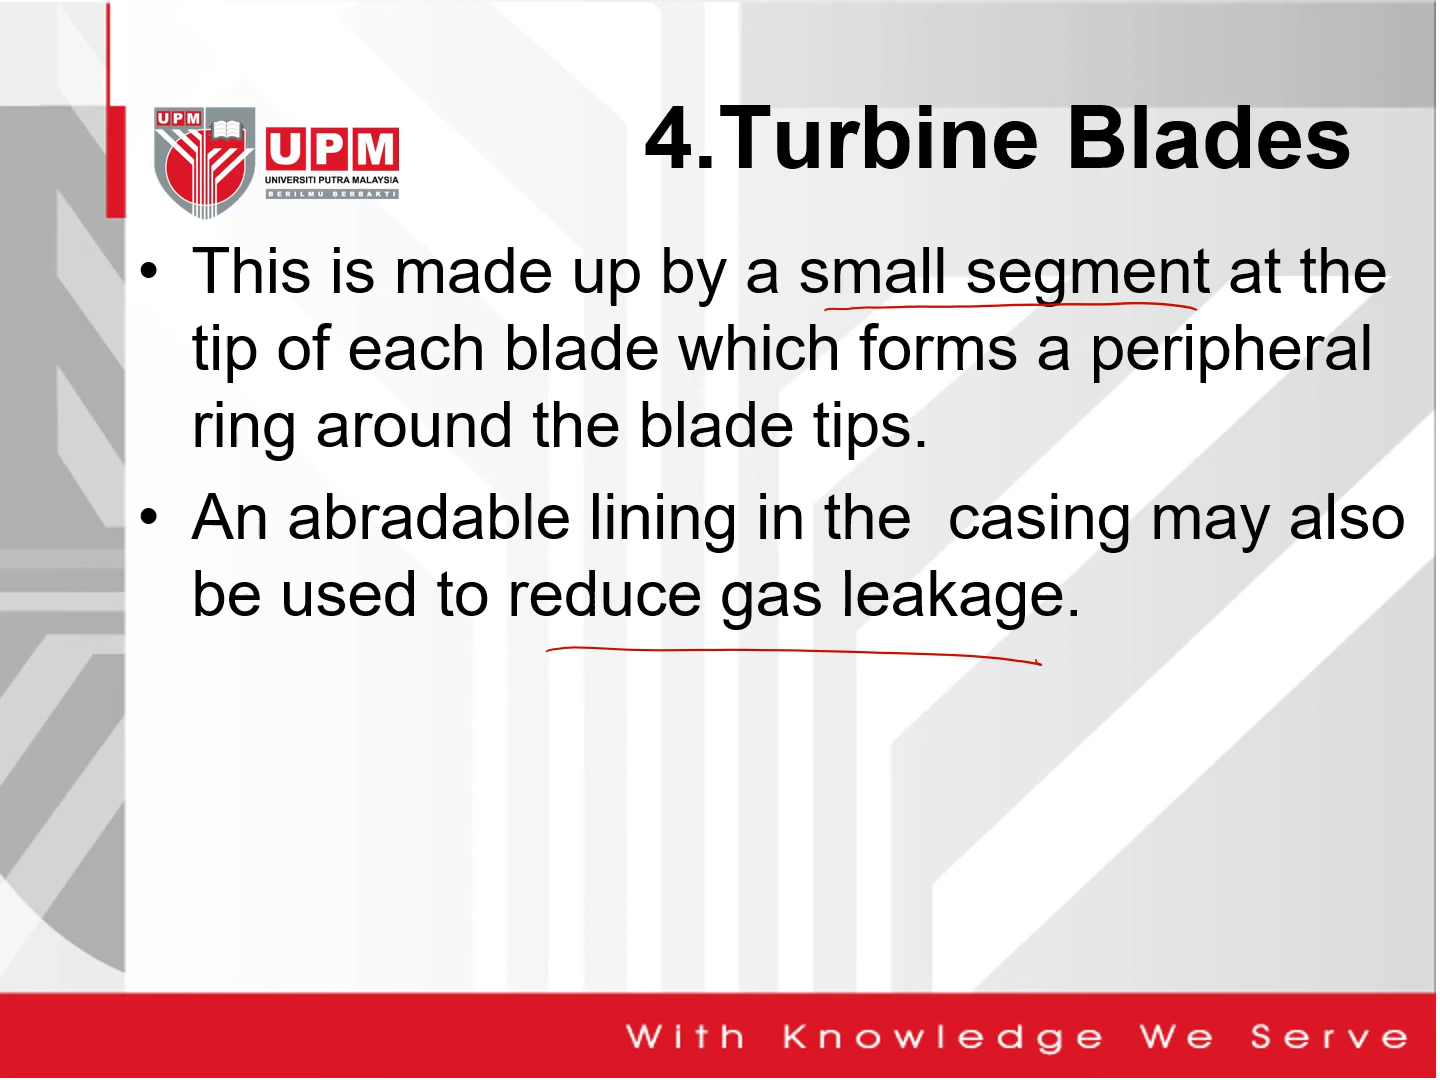 4.Turbine Blades
UPM
UPM
UNIVERSITI PUTRA MALAYSIA
BERILMU BERBAKTI
• This is made up by a small segment at the
tip of each blade which forms a peripheral
ring around the blade tips.
• An abradable lining in the  casing may also
be used to reduce gas leakage.
With Knowledge We Serve